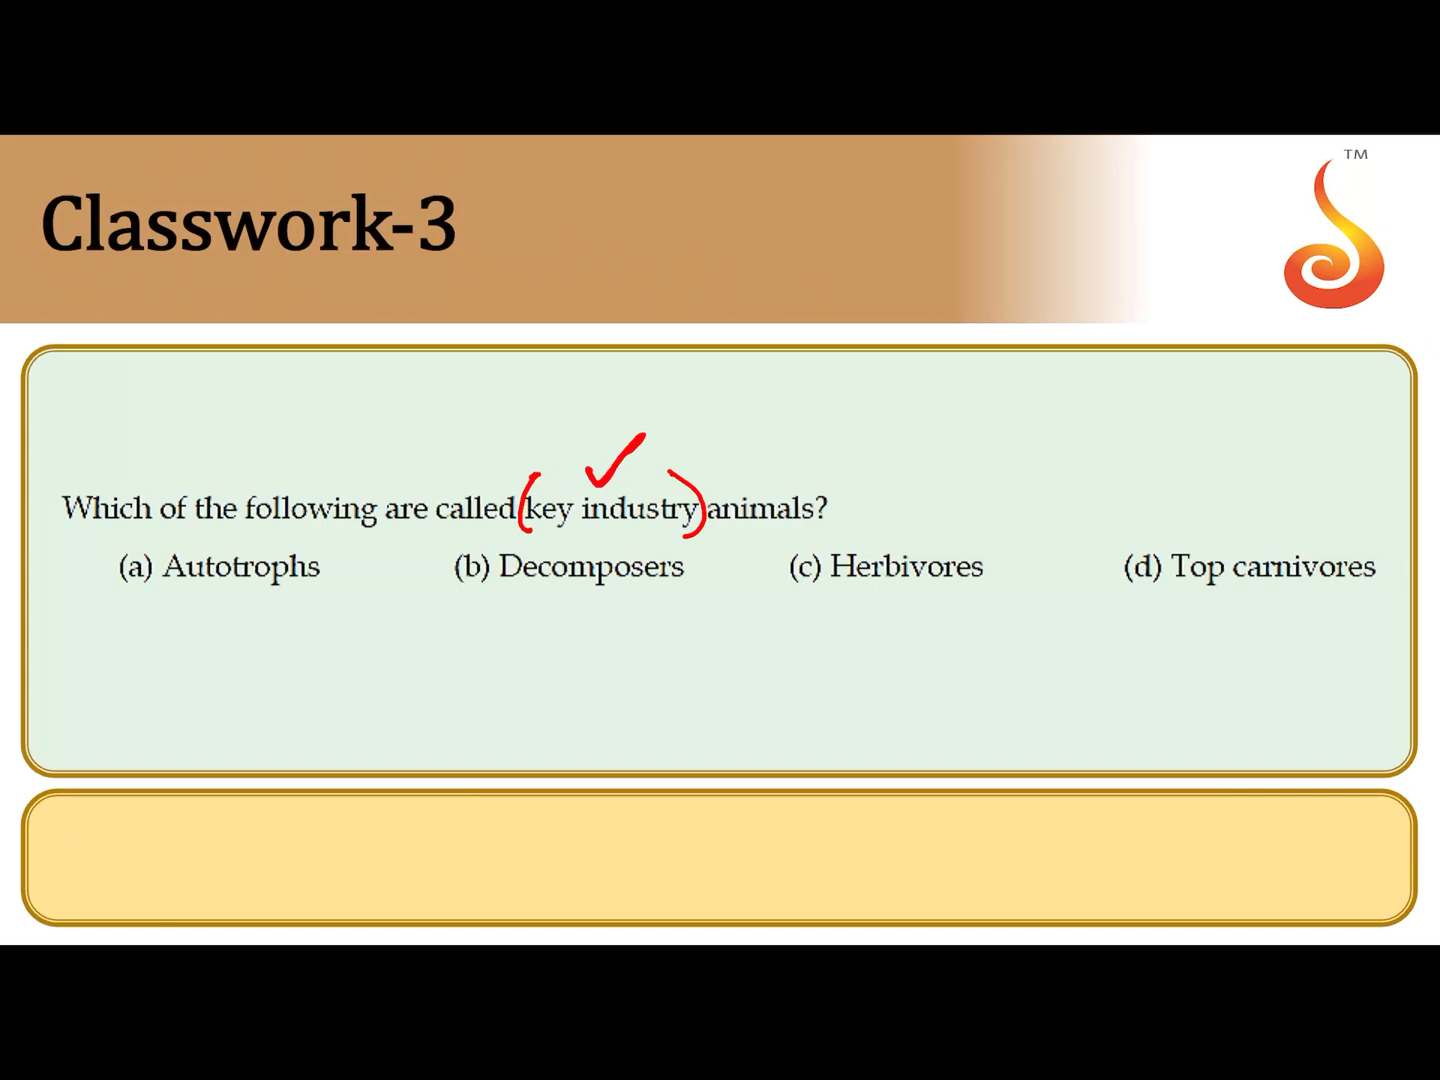 TM
Classwork-3
Which of the following are called (key industry) animals?
(a) Autotrophs (b) Decomposers (c) Herbivores (d) Top carnivores